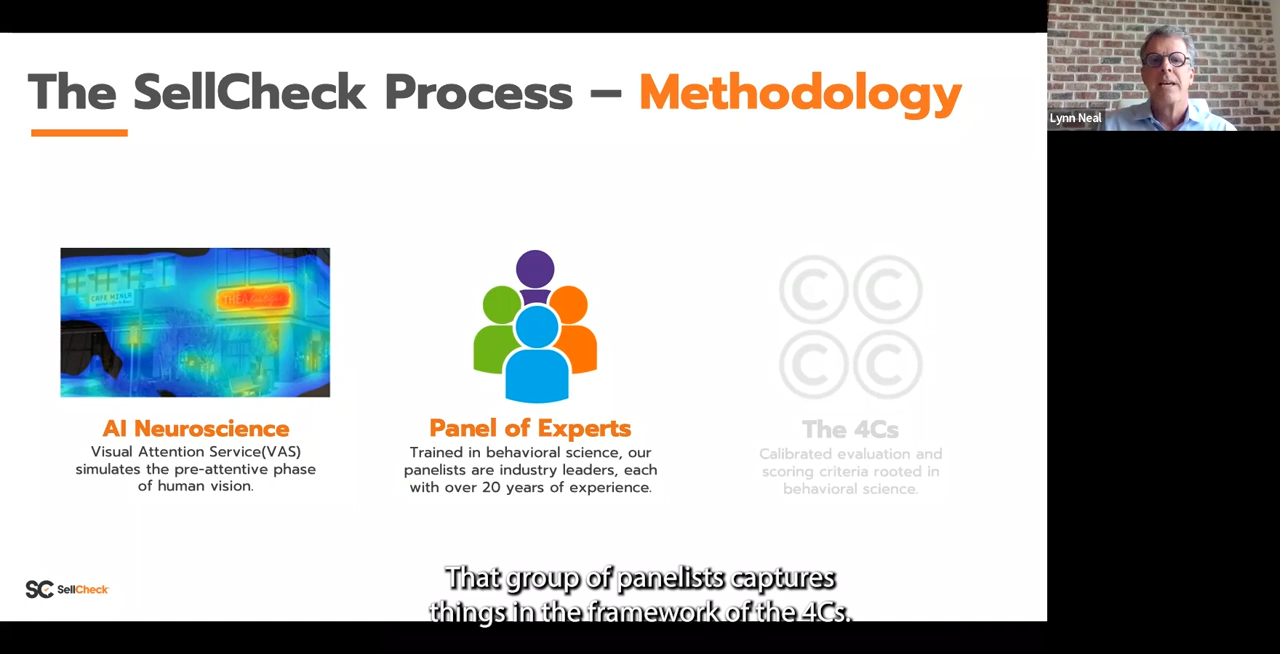 The SellCheck Process – Methodology
Lynn Neal
CAFE MINLA
THE
AI Neuroscience
Visual Attention Service(VAS)
simulates the pre-attentive phase
of human vision.
Panel of Experts
Trained in behavioral science, our
panelists are industry leaders, each
with over 20 years of experience.
C C
C C
The 4Cs
Calibrated evaluation and
scoring criteria rooted in
behavioral science.
SC SellCheck
That group of panelists captures
things in the framework of the 4Cs.